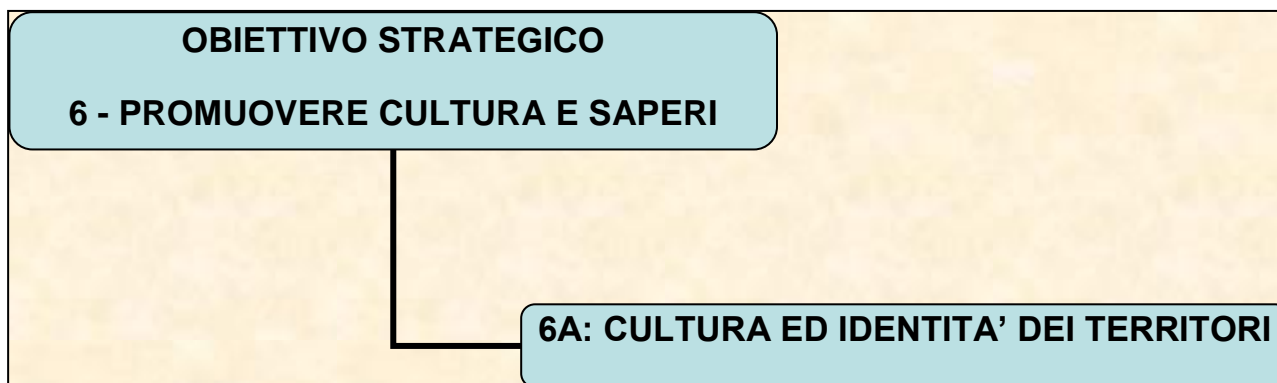 OBIETTIVO STRATEGICO
6 - PROMUOVERE CULTURA E SAPERI
6A: CULTURA ED IDENTITA’ DEI TERRITORI